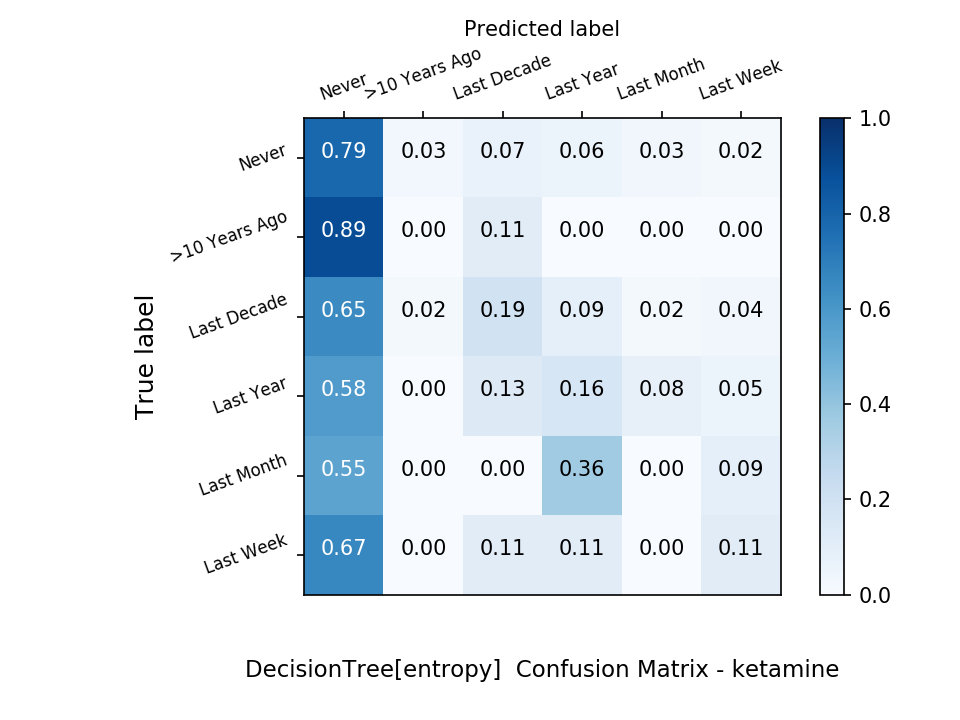 Predicted label
Never >10 Years Ago Last Decade Last Year Last Month Last Week
True label
Never 0.79 0.03 0.07 0.06 0.03 0.02
>10 Years Ago 0.89 0.00 0.11 0.00 0.00 0.00
Last Decade 0.65 0.02 0.19 0.09 0.02 0.04
Last Year 0.58 0.00 0.13 0.16 0.08 0.05
Last Month 0.55 0.00 0.00 0.36 0.00 0.09
Last Week 0.67 0.00 0.11 0.11 0.00 0.11
1.0
0.8
0.6
0.4
0.2
0.0
DecisionTree[entropy]  Confusion Matrix - ketamine